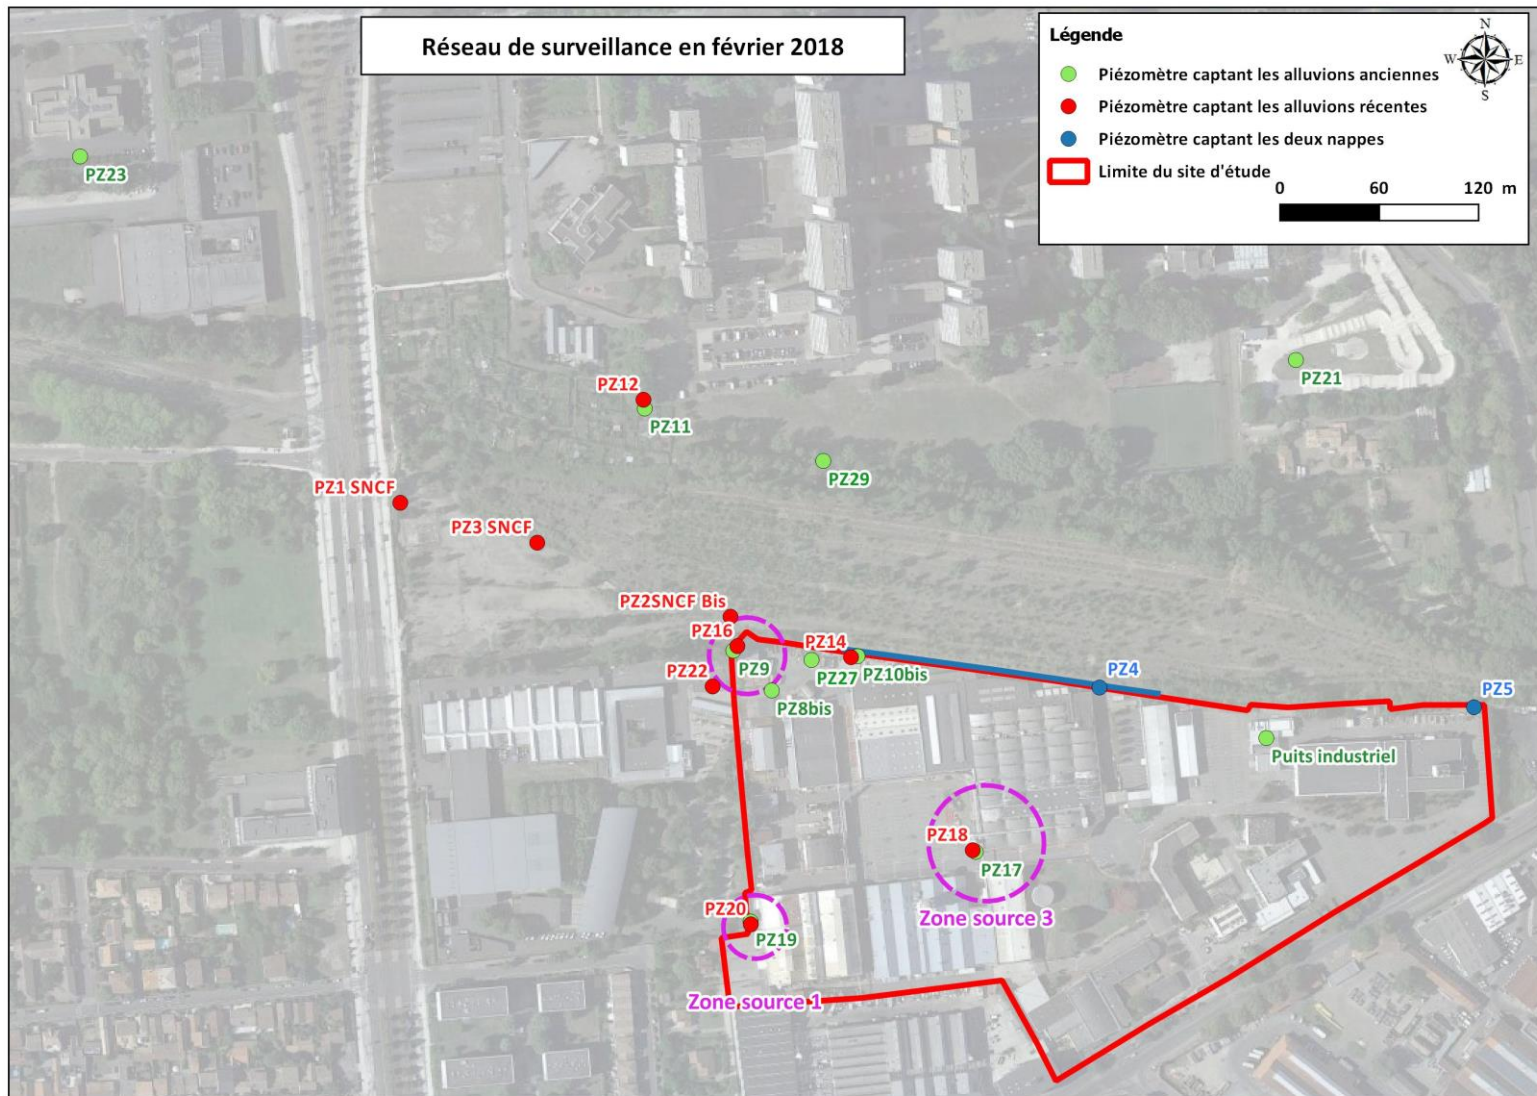 Réseau de surveillance en février 2018
Légende
Piézomètre captant les alluvions anciennes
Piézomètre captant les alluvions récentes
Piézomètre captant les deux nappes
Limite du site d'étude
0 60 120 m
N
W E
S
PZ23
PZ21
PZ12
PZ11
PZ29
PZ1 SNCF
PZ3 SNCF
PZ2SNCF Bis
PZ16
PZ14
PZ9
PZ27
PZ10bis
PZ22
PZ4
PZ8bis
PZ5
Puits industriel
PZ18
PZ17
PZ20
Zone source 3
PZ19
Zone source 1